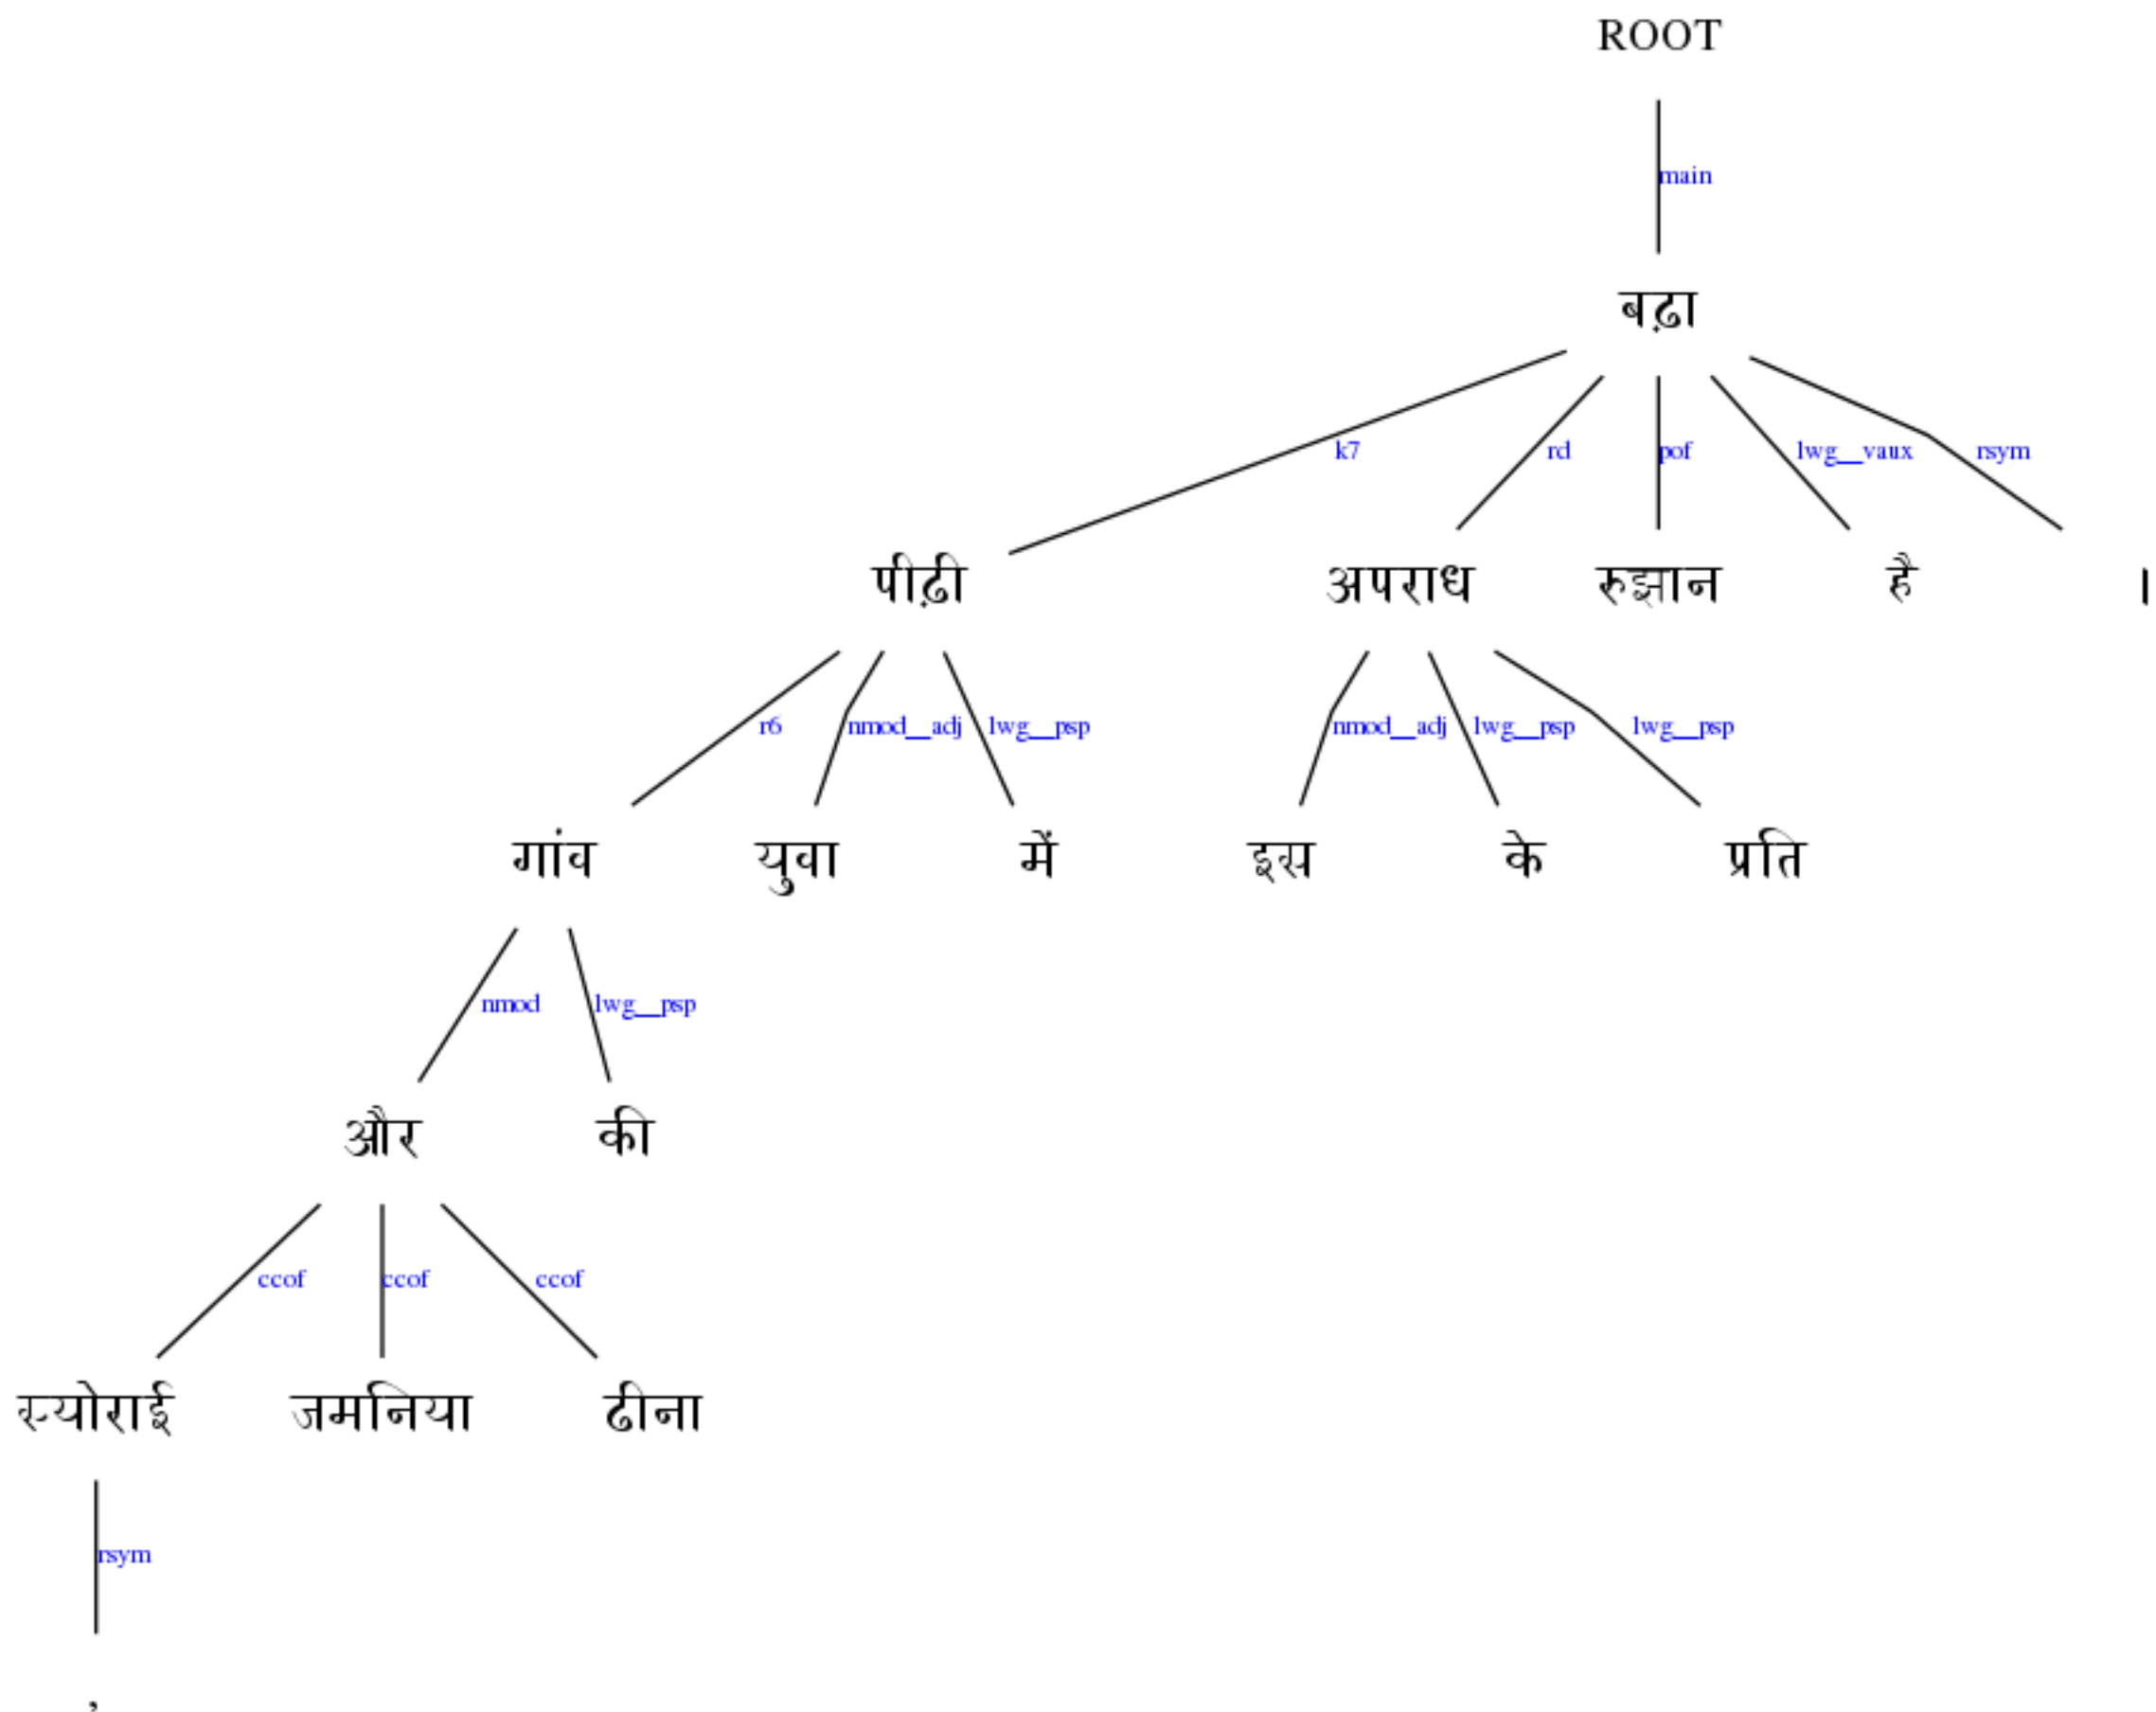 ROOT
main
बढ़ा
k7 rd pof lwg__vaux rsym
पीढ़ी अपराध रुझान है ।
r6 nmod__adj lwg__psp nmod__adj lwg__psp lwg__psp
गांव युवा में इस के प्रति
nmod lwg__psp
और की
ccof ccof ccof
स्योराई जमनिया ढीना
rsym
,